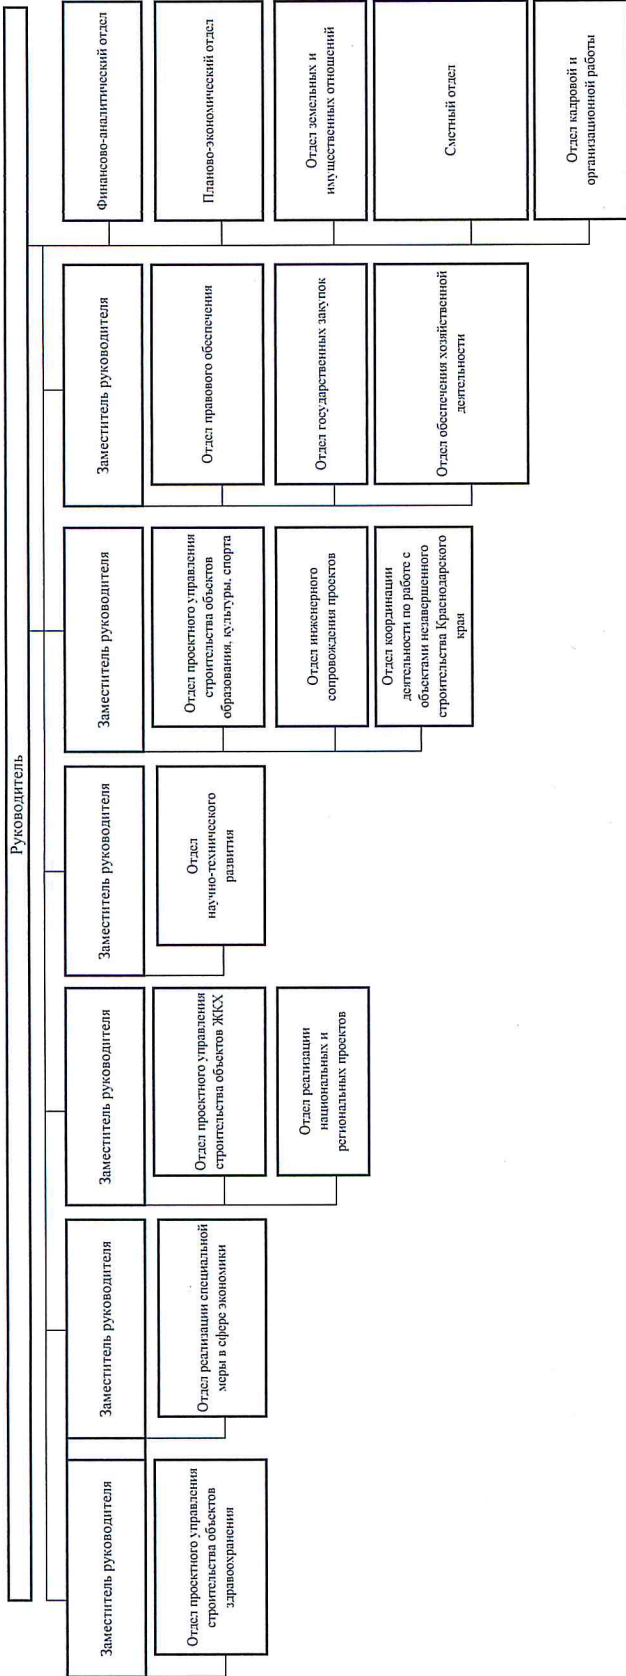 Руководитель
Заместитель руководителя
Отдел проектного управления
строительства объектов
здравоохранения
Заместитель руководителя
Отдел реализации специальной
меры в сфере экономики
Заместитель руководителя
Отдел проектного управления
строительства объектов ЖКХ
Отдел реализации
национальных и
региональных проектов
Заместитель руководителя
Отдел
научно-технического
развития
Заместитель руководителя
Отдел проектного управления
строительства объектов
образования, культуры, спорта
Отдел инженерного
сопровождения проектов
Отдел координации
деятельности по работе с
объектами незавершенного
строительства Краснодарского
края
Заместитель руководителя
Отдел правового обеспечения
Отдел государственных закупок
Отдел обеспечения хозяйственной
деятельности
Финансово-аналитический отдел
Планово-экономический отдел
Отдел земельных и
имущественных отношений
Сметный отдел
Отдел кадровой и
организационной работы